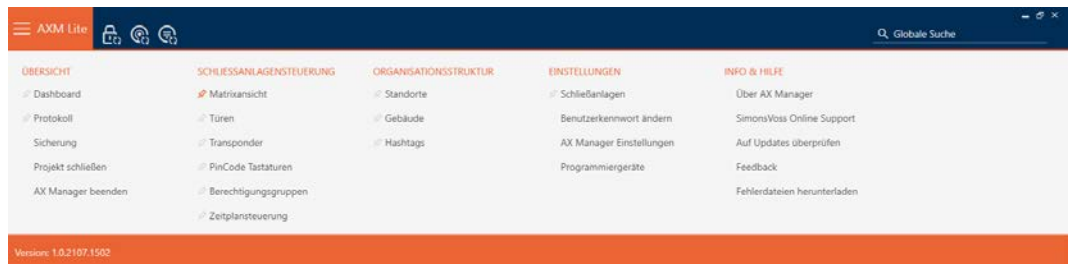 AXM Lite
Globale Suche
ÜBERSICHT
Dashboard
Protokoll
Sicherung
Projekt schließen
AX Manager beenden
SCHLIESSANLAGENSTEUERUNG
Matrixansicht
Türen
Transponder
PinCode Tastaturen
Berechtigungsgruppen
Zeitplansteuerung
ORGANISATIONSSTRUKTUR
Standorte
Gebäude
Hashtags
EINSTELLUNGEN
Schließanlagen
Benutzerkennwort ändern
AX Manager Einstellungen
Programmiergeräte
INFO & HILFE
Über AX Manager
SimonsVoss Online Support
Auf Updates überprüfen
Feedback
Fehlerdateien herunterladen
Version: 1.0.2107.1502